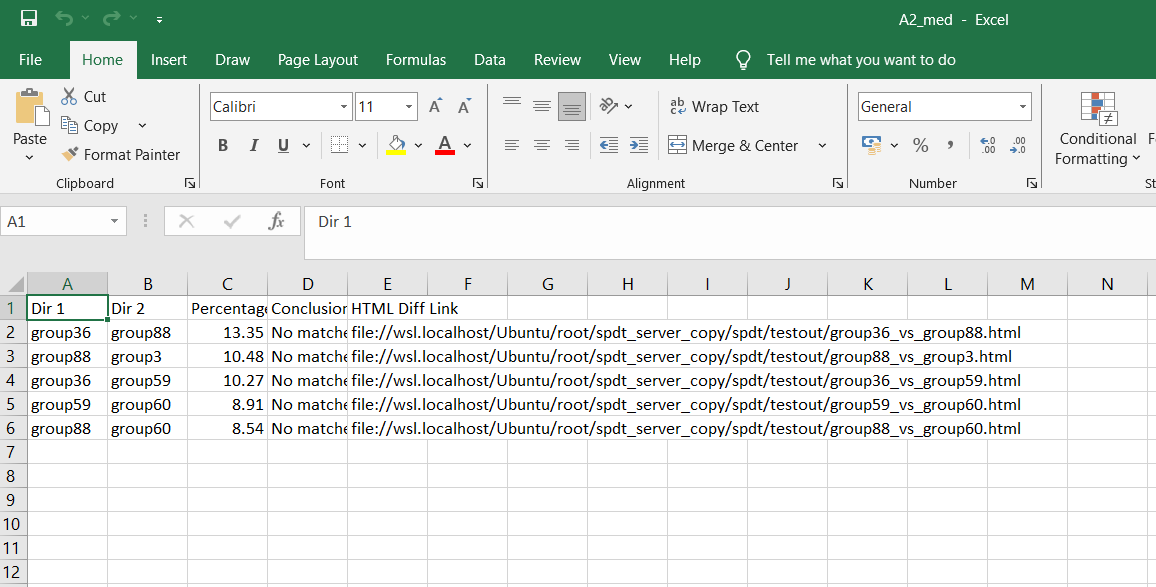 A2_med - Excel
File Home Insert Draw Page Layout Formulas Data Review View Help Tell me what you want to do
Paste
Cut
Copy
Format Painter
Clipboard
Calibri 11 A A
B I U A
Font
ab Wrap Text
Merge & Center
Alignment
General
% , .00 .00
Number
Conditional
Formatting
F
St
A1 fx Dir 1
A B C D E F G H I J K L M N
1 Dir 1 Dir 2 Percentage Conclusion HTML Diff Link
2 group36 group88 13.35 No matche file://wsl.localhost/Ubuntu/root/spdt_server_copy/spdt/testout/group36_vs_group88.html
3 group88 group3 10.48 No matche file://wsl.localhost/Ubuntu/root/spdt_server_copy/spdt/testout/group88_vs_group3.html
4 group36 group59 10.27 No matche file://wsl.localhost/Ubuntu/root/spdt_server_copy/spdt/testout/group36_vs_group59.html
5 group59 group60 8.91 No matche file://wsl.localhost/Ubuntu/root/spdt_server_copy/spdt/testout/group59_vs_group60.html
6 group88 group60 8.54 No matche file://wsl.localhost/Ubuntu/root/spdt_server_copy/spdt/testout/group88_vs_group60.html
7
8
9
10
11
12